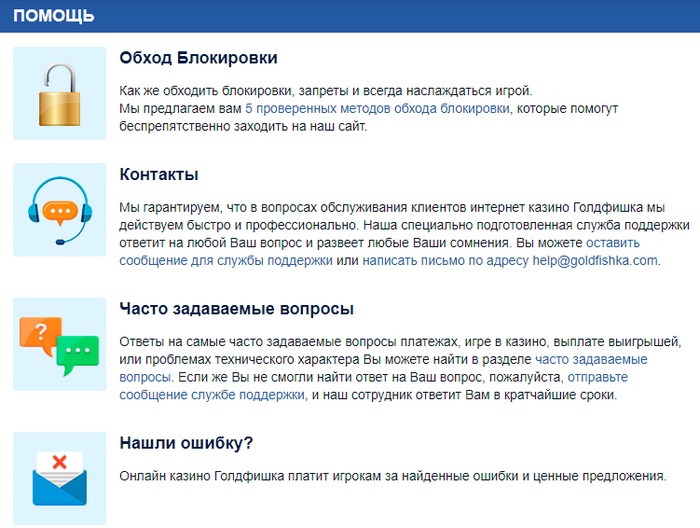 ПОМОЩЬ
Обход Блокировки
Как же обходить блокировки, запреты и всегда наслаждаться игрой.
Мы предлагаем вам 5 проверенных методов обхода блокировки, которые помогут
беспрепятственно заходить на наш сайт.
Контакты
Мы гарантируем, что в вопросах обслуживания клиентов интернет казино Голдфишка мы
действуем быстро и профессионально. Наша специально подготовленная служба поддержки
ответит на любой Ваш вопрос и развеет любые Ваши сомнения. Вы можете оставить
сообщение для службы поддержки или написать письмо по адресу help@goldfishka.com.
Часто задаваемые вопросы
Ответы на самые часто задаваемые вопросы платежах, игре в казино, выплате выигрышей,
или проблемах технического характера Вы можете найти в разделе часто задаваемые
вопросы. Если же Вы не смогли найти ответ на Ваш вопрос, пожалуйста, отправьте
сообщение службе поддержки, и наш сотрудник ответит Вам в кратчайшие сроки.
Нашли ошибку?
Онлайн казино Голдфишка платит игрокам за найденные ошибки и ценные предложения.